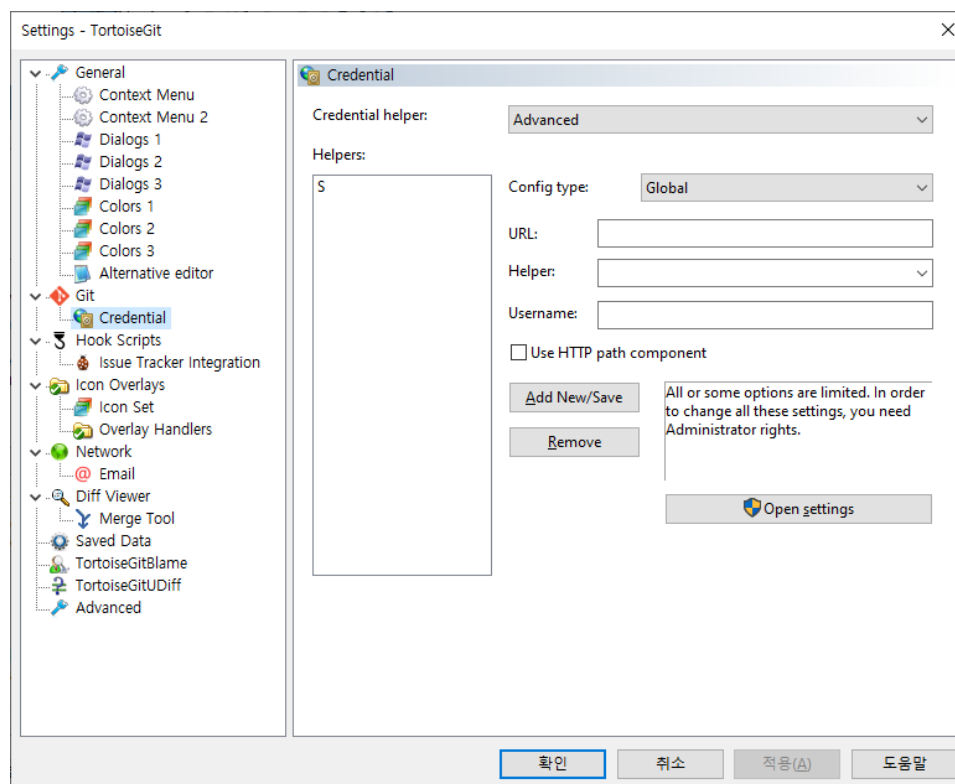 Settings - TortoiseGit
General
Context Menu
Context Menu 2
Dialogs 1
Dialogs 2
Dialogs 3
Colors 1
Colors 2
Colors 3
Alternative editor
Git
Credential
Hook Scripts
Issue Tracker Integration
Icon Overlays
Icon Set
Overlay Handlers
Network
Email
Diff Viewer
Merge Tool
Saved Data
TortoiseGitBlame
TortoiseGitUDiff
Advanced
Credential
Credential helper:
Advanced
Helpers:
S
Config type:
Global
URL:
Helper:
Username:
Use HTTP path component
Add New/Save
Remove
All or some options are limited. In order
to change all these settings, you need
Administrator rights.
Open settings
확인
취소
적용(A)
도움말